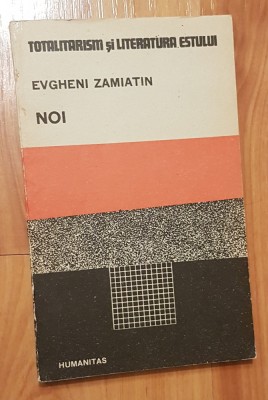 TOTALITARISM și LITERATURA ESTULUI
EVGHENI ZAMIATIN
NOI
HUMANITAS